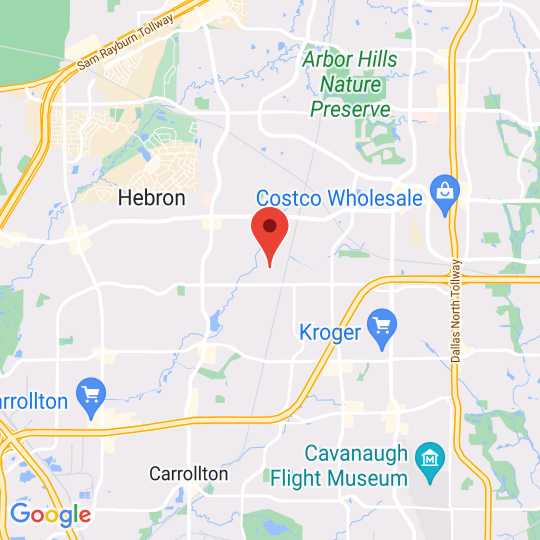 Sam Rayburn Tollway
Arbor Hills
Nature
Preserve
Hebron
Costco Wholesale
Dallas North Tollway
Kroger
arrollton
Cavanaugh
Flight Museum
Carrollton
Google